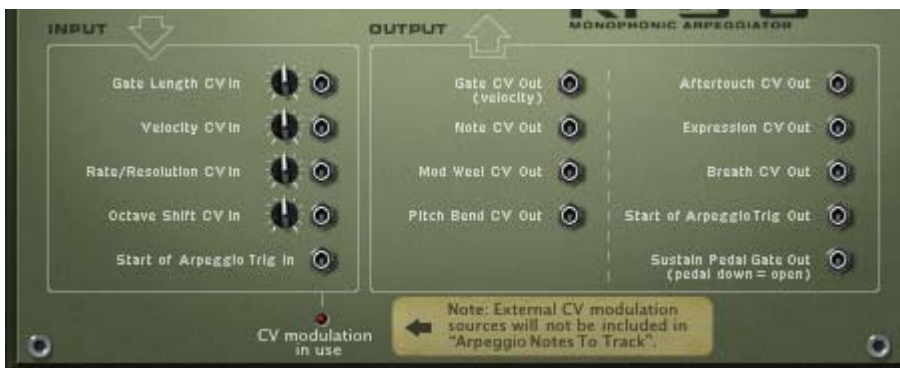 INPUT
Gate Length CV In
Velocity CV In
Rate/Resolution CV In
Octave Shift CV In
Start of Arpeggio Trig In
CV modulation
in use
OUTPUT
MONOPHONIC ARPEGGIATOR
Gate CV Out
(velocity)
Note CV Out
Mod Weel CV Out
Pitch Bend CV Out
Aftertouch CV Out
Expression CV Out
Breath CV Out
Start of Arpeggio Trig Out
Sustain Pedal Gate Out
(pedal down = open)
Note: External CV modulation
sources will not be included in
"Arpeggio Notes To Track".